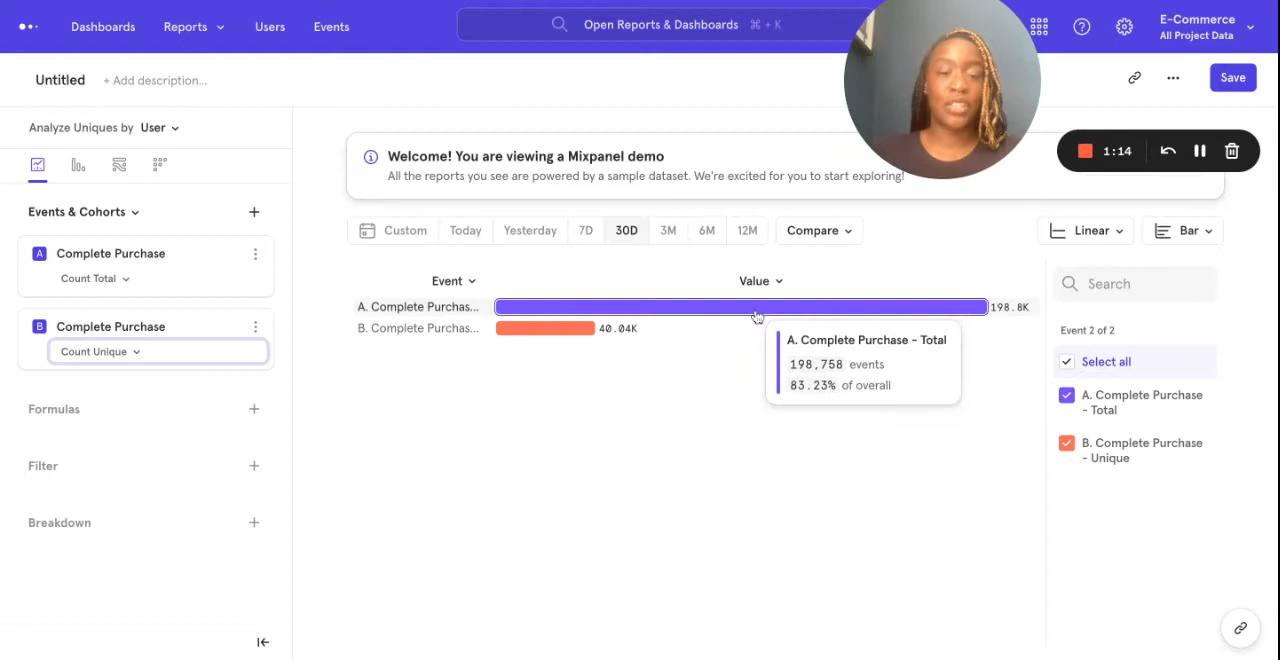 Dashboards Reports Users Events Open Reports & Dashboards ⌘ + K E-Commerce
All Project Data
Untitled + Add description... Save
Analyze Uniques by User
Welcome! You are viewing a Mixpanel demo
All the reports you see are powered by a sample dataset. We're excited for you to start exploring!
1:14
Events & Cohorts
Custom Today Yesterday 7D 30D 3M 6M 12M Compare Linear Bar
A Complete Purchase
Count Total
B Complete Purchase
Count Unique
Formulas
Filter
Breakdown
Event Value
A. Complete Purchas... 198.8K
B. Complete Purchas... 40.04K
A. Complete Purchase - Total
198,758 events
83.23% of overall
Search
Event 2 of 2
Select all
A. Complete Purchase
- Total
B. Complete Purchase
- Unique